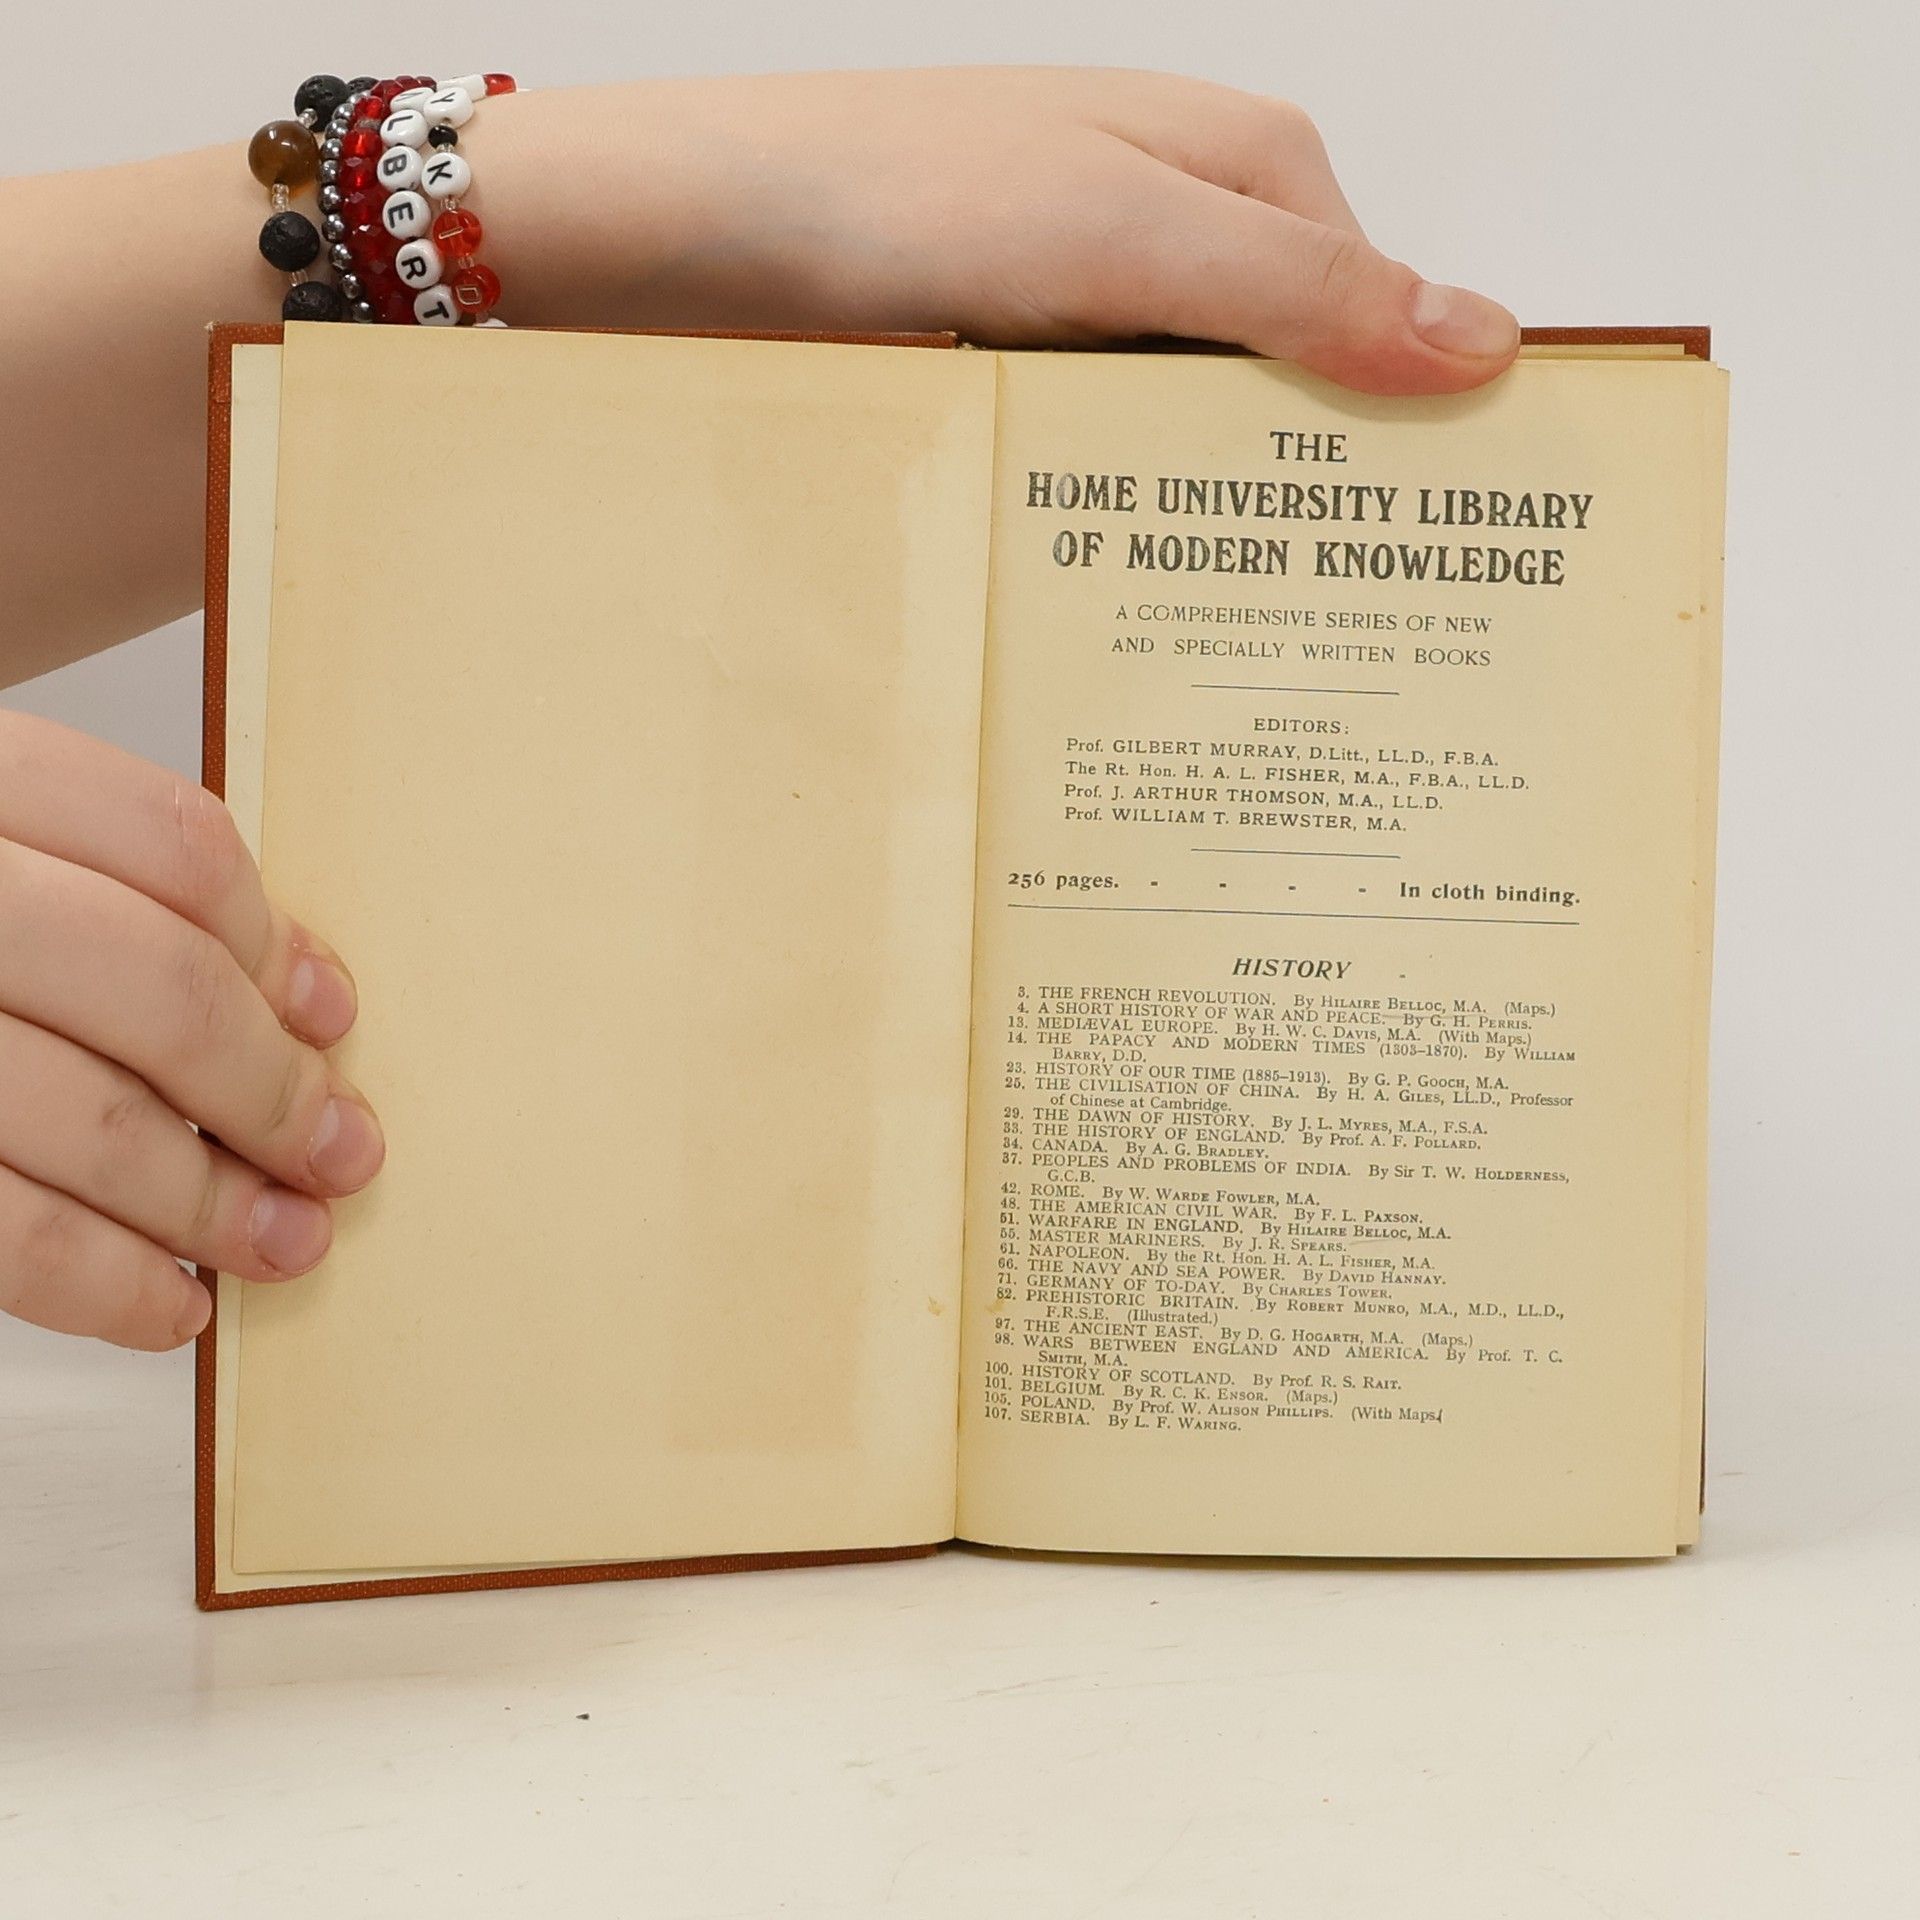 Y
L
B
E
R
T
K
I
D
THE
HOME UNIVERSITY LIBRARY
OF MODERN KNOWLEDGE
A COMPREHENSIVE SERIES OF NEW
AND SPECIALLY WRITTEN BOOKS
EDITORS:
Prof. GILBERT MURRAY, D.Litt., LL.D., F.B.A.
The Rt. Hon. H. A. L. FISHER, M.A., F.B.A., LL.D.
Prof. J. ARTHUR THOMSON, M.A., LL.D.
Prof. WILLIAM T. BREWSTER, M.A.
256 pages. - - - - In cloth binding.
HISTORY
3. THE FRENCH REVOLUTION. By HILAIRE BELLOC, M.A. (Maps.)
4. A SHORT HISTORY OF WAR AND PEACE. By G. H. PERRIS.
13. MEDIÆVAL EUROPE. By H. W. C. DAVIS, M.A. (With Maps.)
14. THE PAPACY AND MODERN TIMES (1303–1870). By WILLIAM
BARRY, D.D.
23. HISTORY OF OUR TIME (1885–1913). By G. P. GOOCH, M.A.
25. THE CIVILISATION OF CHINA. By H. A. GILES, LL.D., Professor
of Chinese at Cambridge.
29. THE DAWN OF HISTORY. By J. L. MYRES, M.A., F.S.A.
33. THE HISTORY OF ENGLAND. By Prof. A. F. POLLARD.
34. CANADA. By A. G. BRADLEY.
37. PEOPLES AND PROBLEMS OF INDIA. By Sir T. W. HOLDERNESS,
G.C.B.
42. ROME. By W. WARDE FOWLER, M.A.
48. THE AMERICAN CIVIL WAR. By F. L. PAXSON.
51. WARFARE IN ENGLAND. By HILAIRE BELLOC, M.A.
55. MASTER MARINERS. By J. R. SPEARS.
61. NAPOLEON. By the Rt. Hon. H. A. L. FISHER, M.A.
66. THE NAVY AND SEA POWER. By DAVID HANNAY.
71. GERMANY OF TO-DAY. By CHARLES TOWER.
82. PREHISTORIC BRITAIN. By ROBERT MUNRO, M.A., M.D., LL.D.,
F.R.S.E. (Illustrated.)
97. THE ANCIENT EAST. By D. G. HOGARTH, M.A. (Maps.)
98. WARS BETWEEN ENGLAND AND AMERICA. By Prof. T. C.
SMITH, M.A.
100. HISTORY OF SCOTLAND. By Prof. R. S. RAIT.
101. BELGIUM. By R. C. K. ENSOR. (Maps.)
105. POLAND. By Prof. W. ALISON PHILLIPS. (With Maps.(
107. SERBIA. By L. F. WARING.